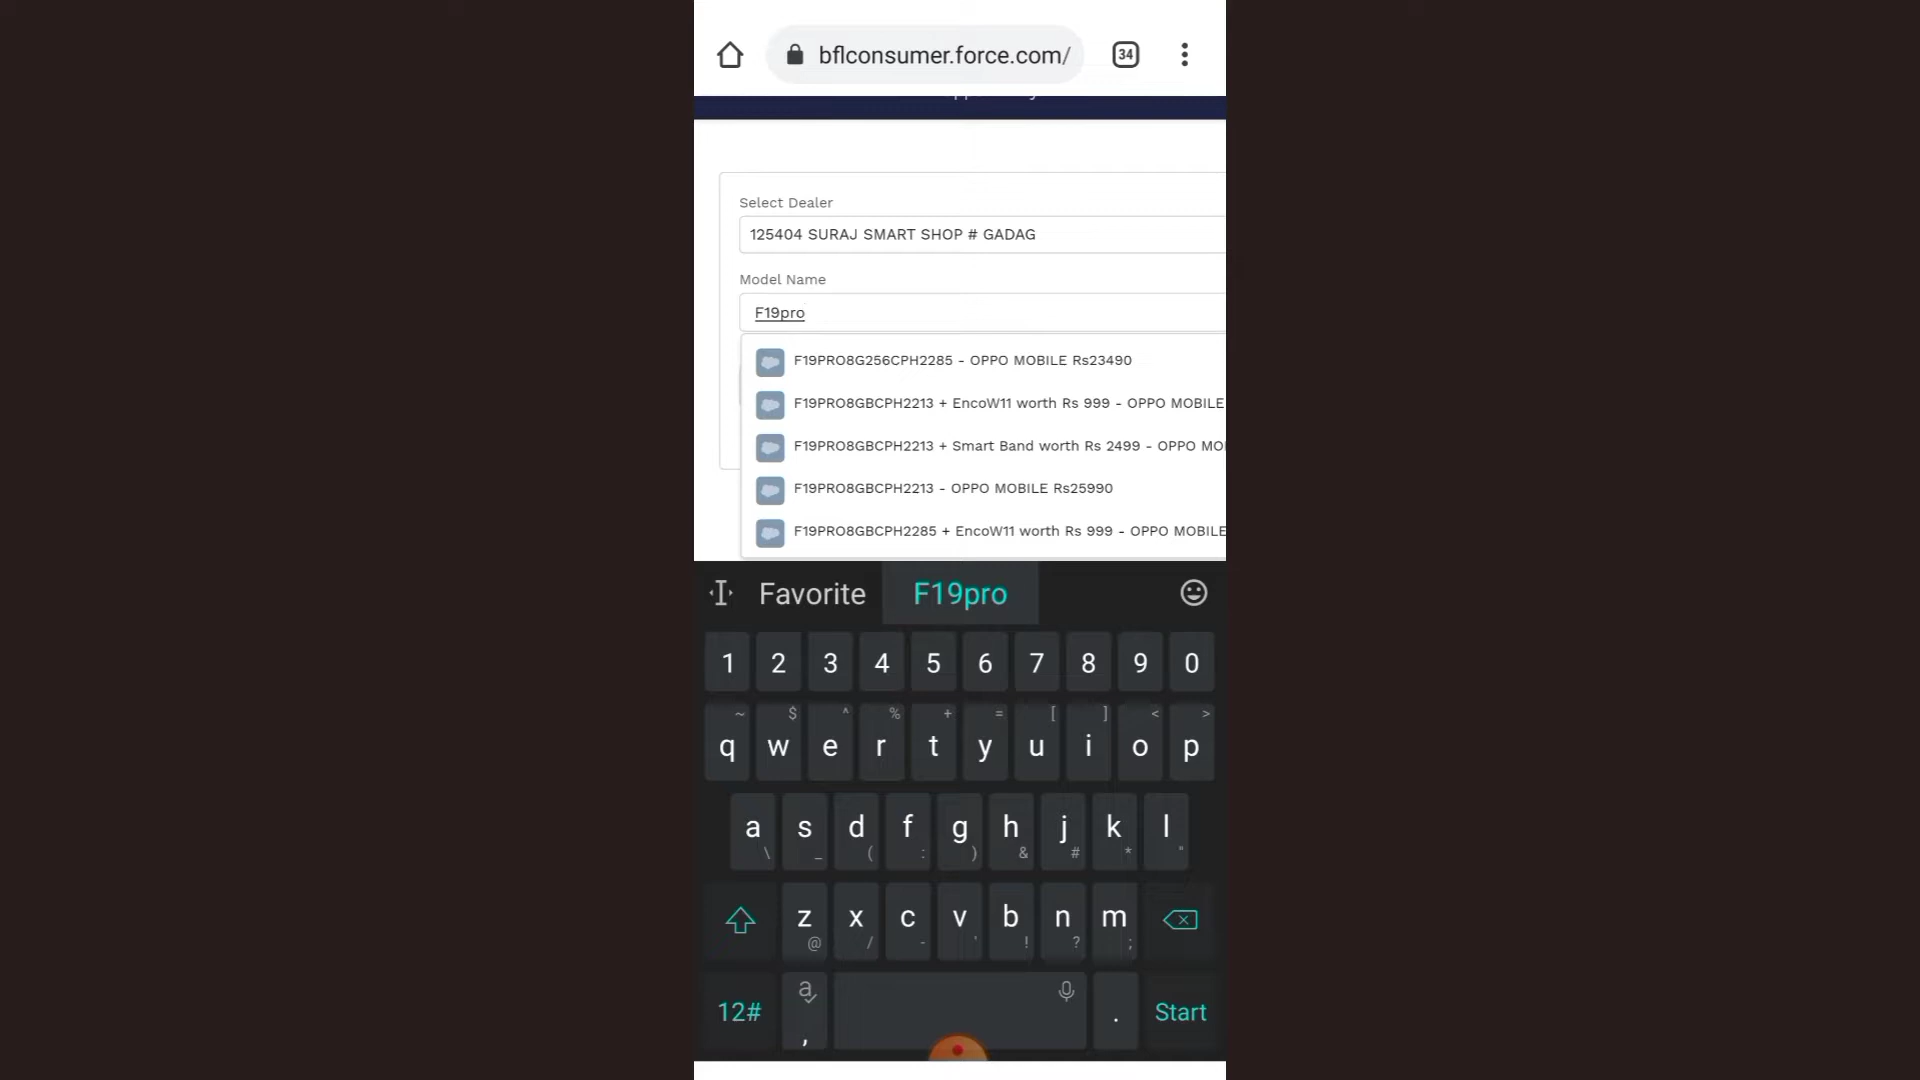 bflconsumer.force.com/
34
Select Dealer
125404 SURAJ SMART SHOP # GADAG
Model Name
F19pro
F19PRO8G256CPH2285 - OPPO MOBILE Rs23490
F19PRO8GBCPH2213 + EncoW11 worth Rs 999 - OPPO MOBILE
F19PRO8GBCPH2213 + Smart Band worth Rs 2499 - OPPO MO
F19PRO8GBCPH2213 - OPPO MOBILE Rs25990
F19PRO8GBCPH2285 + EncoW11 worth Rs 999 - OPPO MOBILE
Favorite F19pro
1 2 3 4 5 6 7 8 9 0
~ $ ^ % + = [ ] < >
q w e r t y u i o p
a s d f g h j k l
\ _ ( : ) & # * "
z x c v b n m
@ / - ' ! ? ;
12# a , . Start